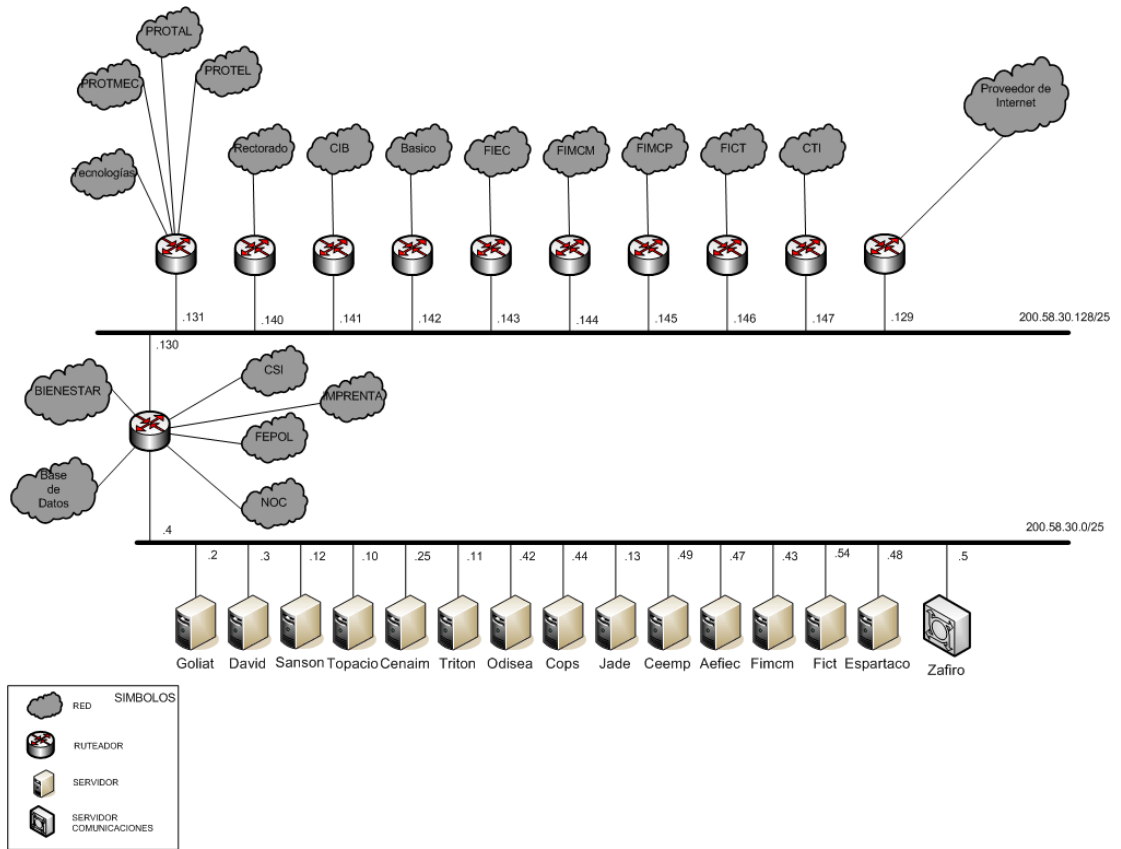 PROTAL
PROTMEC
PROTEL
Tecnologías
Rectorado
CIB
Basico
FIEC
FIMCM
FIMCP
FICT
CTI
Proveedor de
Internet
.131
.140
.141
.142
.143
.144
.145
.146
.147
.129
200.58.30.128/25
.130
BIENESTAR
CSI
IMPRENTA
FEPOL
Base
de
Datos
NOC
.4
200.58.30.0/25
.2
.3
.12
.10
.25
.11
.42
.44
.13
.49
.47
.43
.54
.48
.5
Goliat
David
Sanson
Topacio
Cenaim
Triton
Odisea
Cops
Jade
Ceemp
Aefiec
Fimcm
Fict
Espartaco
Zafiro
SIMBOLOS
RED
RUTEADOR
SERVIDOR
SERVIDOR
COMUNICACIONES